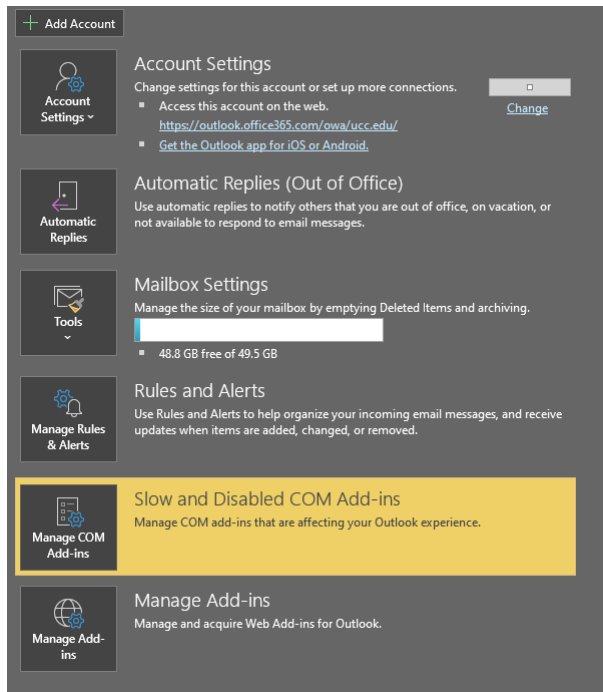 Add Account
Account
Settings
Account Settings
Change settings for this account or set up more connections.
Access this account on the web.
https://outlook.office365.com/owa/ucc.edu/
Get the Outlook app for iOS or Android.
Change
Automatic
Replies
Automatic Replies (Out of Office)
Use automatic replies to notify others that you are out of office, on vacation, or
not available to respond to email messages.
Tools
Mailbox Settings
Manage the size of your mailbox by emptying Deleted Items and archiving.
48.8 GB free of 49.5 GB
Manage Rules
& Alerts
Rules and Alerts
Use Rules and Alerts to help organize your incoming email messages, and receive
updates when items are added, changed, or removed.
Manage COM
Add-ins
Slow and Disabled COM Add-ins
Manage COM add-ins that are affecting your Outlook experience.
Manage Add-
ins
Manage Add-ins
Manage and acquire Web Add-ins for Outlook.